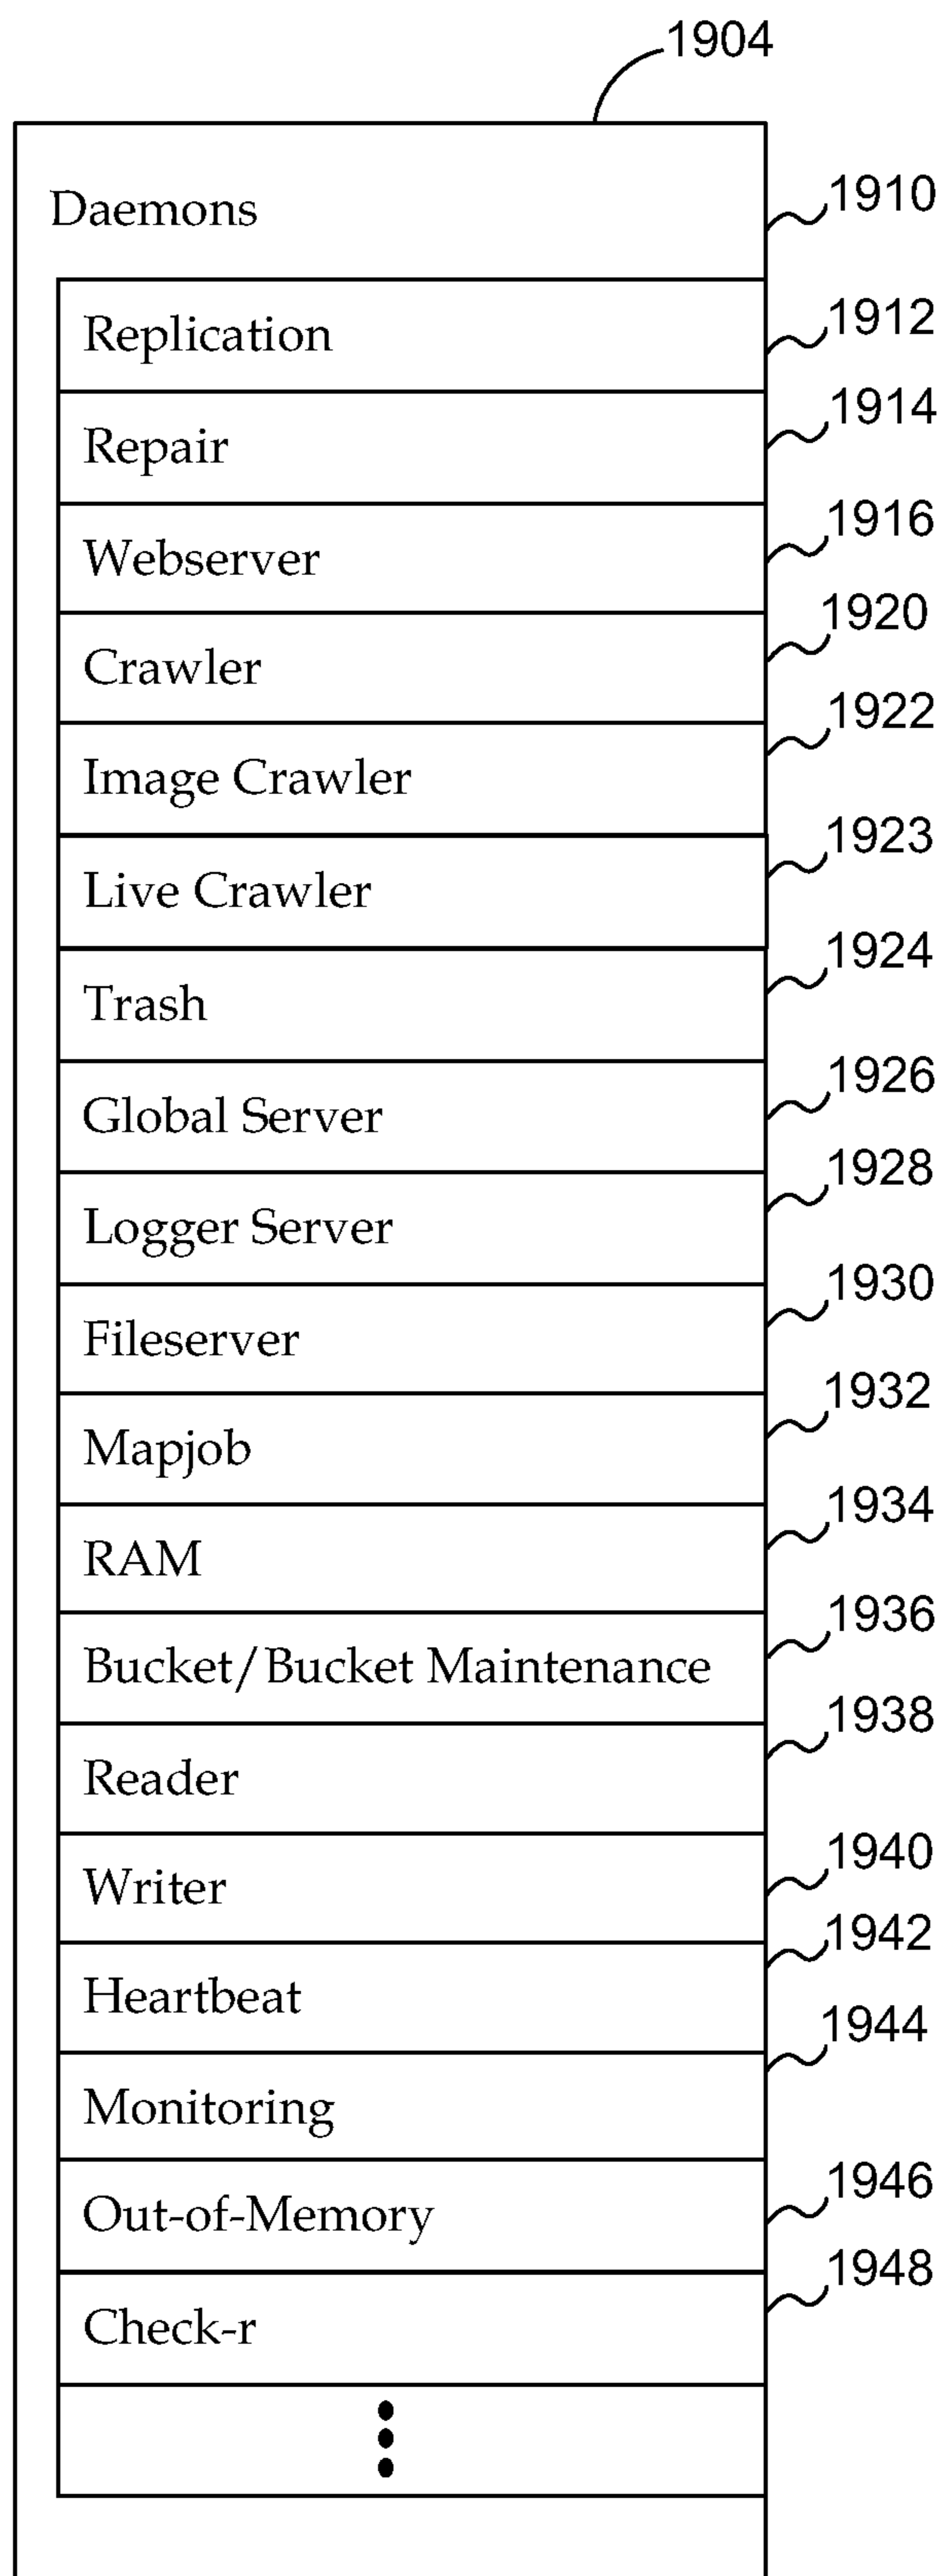 1904
Daemons 1910
Replication 1912
Repair 1914
Webserver 1916
Crawler 1920
Image Crawler 1922
Live Crawler 1923
Trash 1924
Global Server 1926
Logger Server 1928
Fileserver 1930
Mapjob 1932
RAM 1934
Bucket/Bucket Maintenance 1936
Reader 1938
Writer 1940
Heartbeat 1942
Monitoring 1944
Out-of-Memory 1946
Check-r 1948